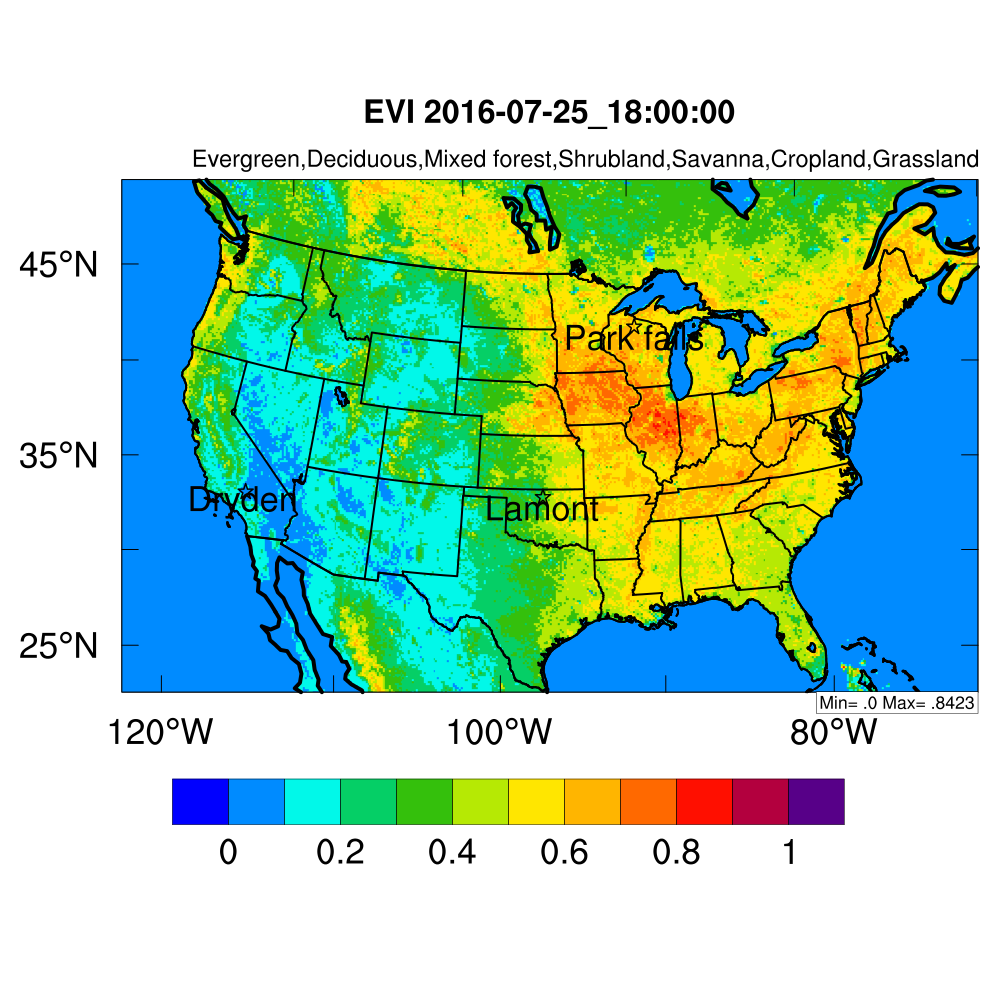 EVI 2016-07-25_18:00:00
Evergreen,Deciduous,Mixed forest,Shrubland,Savanna,Cropland,Grassland
45°N
Park falls
35°N
Dryden
Lamont
25°N
Min= .0 Max= .8423
120°W 100°W 80°W
0 0.2 0.4 0.6 0.8 1